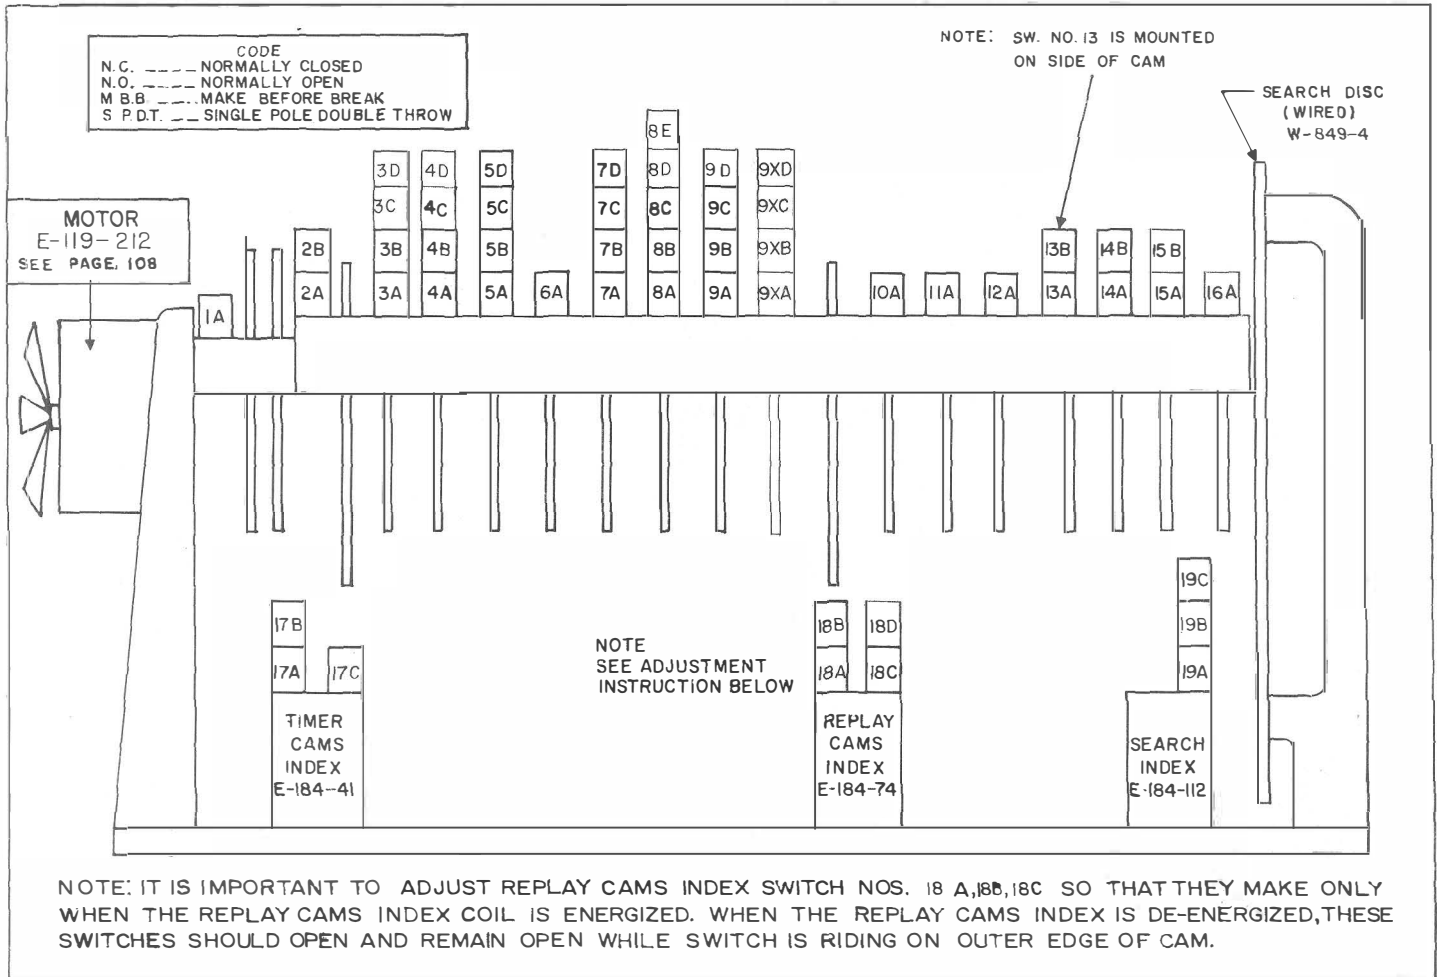 CODE
N.C. ---- NORMALLY CLOSED
N.O. ---- NORMALLY OPEN
M B.B ---- MAKE BEFORE BREAK
S P.D.T. -- SINGLE POLE DOUBLE THROW
NOTE: SW. NO. 13 IS MOUNTED
ON SIDE OF CAM
SEARCH DISC
(WIRED)
W-849-4
MOTOR
E-119-212
SEE PAGE, 108
8E
3D 4D 5D 7D 8D 9D 9XD
3C 4C 5C 7C 8C 9C 9XC
2B 3B 4B 5B 7B 8B 9B 9XB 13B 14B 15B
2A 3A 4A 5A 6A 7A 8A 9A 9XA 10A 11A 12A 13A 14A 15A 16A
1A
19C
17B 18B 18D 19B
17A 17C 18A 18C 19A
NOTE
SEE ADJUSTMENT
INSTRUCTION BELOW
TIMER
CAMS
INDEX
E-184-41
REPLAY
CAMS
INDEX
E-184-74
SEARCH
INDEX
E-184-112
NOTE: IT IS IMPORTANT TO ADJUST REPLAY CAMS INDEX SWITCH NOS. 18 A,18B,18C SO THAT THEY MAKE ONLY
WHEN THE REPLAY CAMS INDEX COIL IS ENERGIZED. WHEN THE REPLAY CAMS INDEX IS DE-ENERGIZED, THESE
SWITCHES SHOULD OPEN AND REMAIN OPEN WHILE SWITCH IS RIDING ON OUTER EDGE OF CAM.